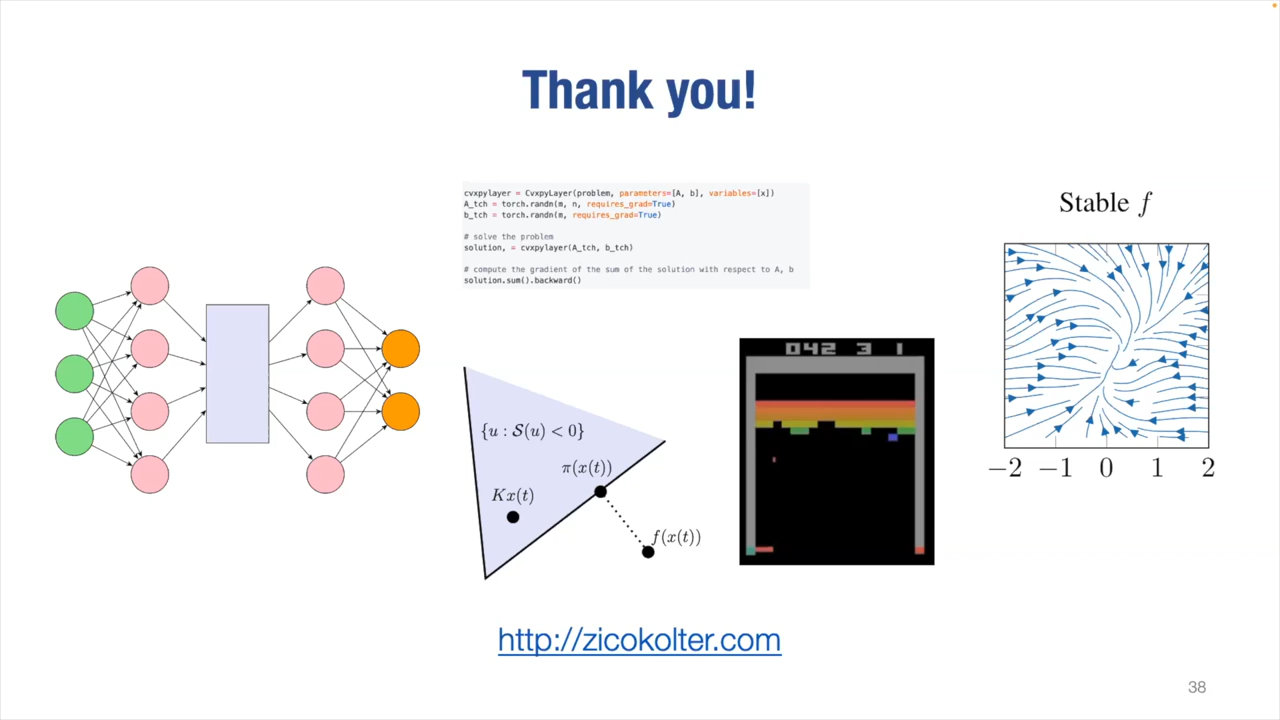 Thank you!
cvxpylayer = CvxpyLayer(problem, parameters=[A, b], variables=[x])
A_tch = torch.randn(m, n, requires_grad=True)
b_tch = torch.randn(m, requires_grad=True)
# solve the problem
solution, = cvxpylayer(A_tch, b_tch)
# compute the gradient of the sum of the solution with respect to A, b
solution.sum().backward()
Stable f
{u : S(u) < 0}
π(x(t))
Kx(t)
f(x(t))
042 3 1
−2 −1 0 1 2
http://zicokolter.com
38